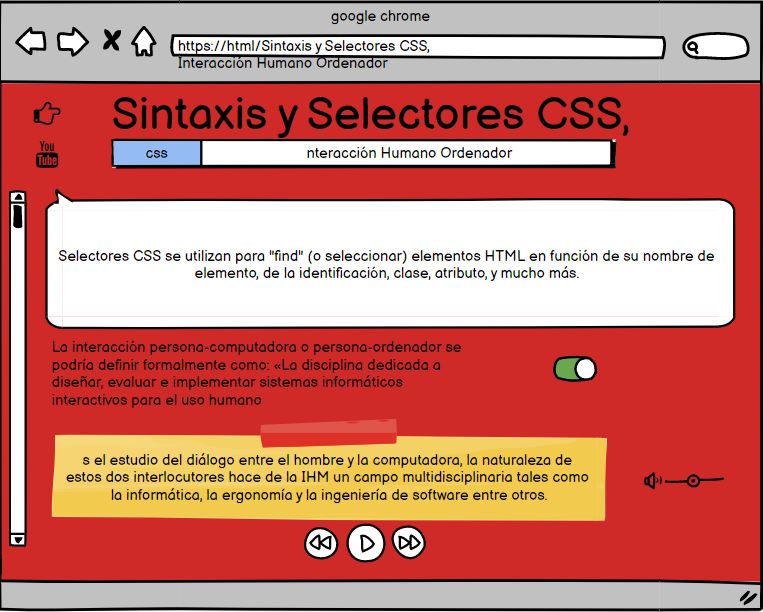 google chrome
https://html/Sintaxis y Selectores CSS,
Interacción Humano Ordenador
Sintaxis y Selectores CSS,
You
Tube
css
nteracción Humano Ordenador
Selectores CSS se utilizan para "find" (o seleccionar) elementos HTML en función de su nombre de
elemento, de la identificación, clase, atributo, y mucho más.
La interacción persona-computadora o persona-ordenador se
podría definir formalmente como: «La disciplina dedicada a
diseñar, evaluar e implementar sistemas informáticos
interactivos para el uso humano
s el estudio del diálogo entre el hombre y la computadora, la naturaleza de
estos dos interlocutores hace de la IHM un campo multidisciplinaria tales como
la informática, la ergonomía y la ingeniería de software entre otros.